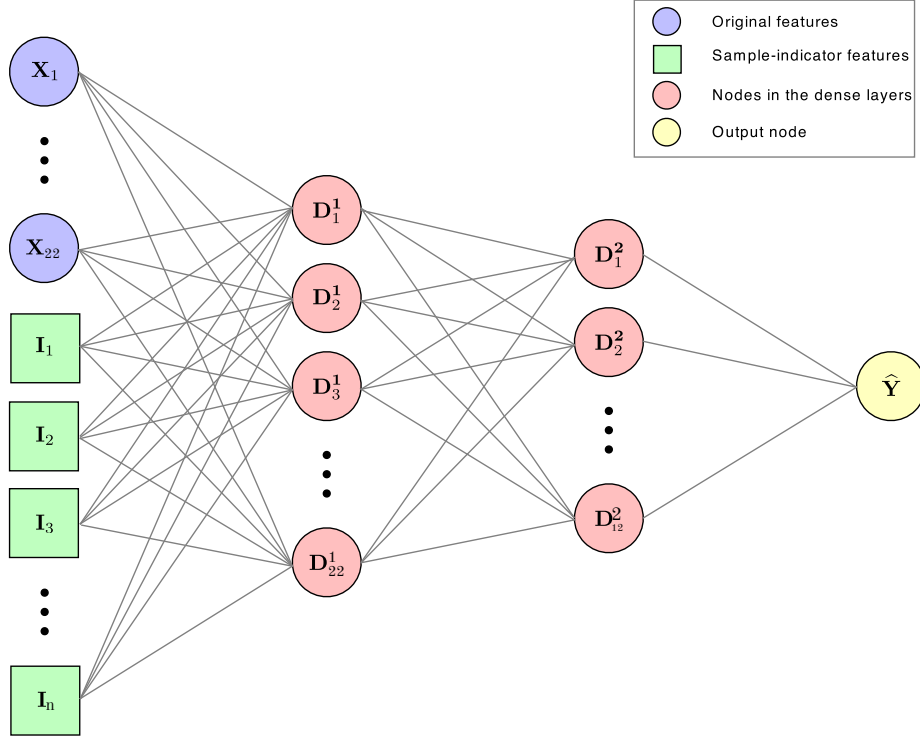 Original features
Sample-indicator features
Nodes in the dense layers
Output node
X₁
X₂₂
I₁
I₂
I₃
Iₙ
D¹₁
D¹₂
D¹₃
D¹₂₂
D²₁
D²₂
D²₁₂
Ŷ